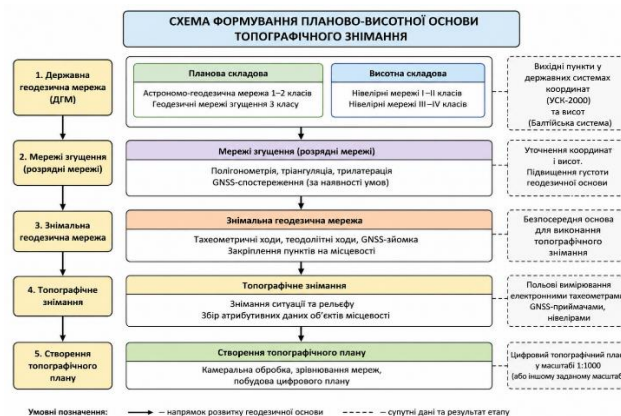 СХЕМА ФОРМУВАННЯ ПЛАНОВО-ВИСОТНОЇ ОСНОВИ
ТОПОГРАФІЧНОГО ЗНІМАННЯ
1. Державна
геодезична мережа
(ДГМ)
Планова складова
Астрономо-геодезична мережа 1–2 класів
Геодезичні мережі згущення 3 класу
Висотна складова
Нівелірні мережі І–ІІ класів
Нівелірні мережі ІІІ–IV класів
Вихідні пункти у
державних системах
координат
(УСК-2000)
та висот
(Балтійська система)
2. Мережі згущення
(розрядні мережі)
Мережі згущення (розрядні мережі)
Полігонометрія, тріангуляція, трилатерація
GNSS-спостереження (за наявності умов)
Уточнення координат
і висот.
Підвищення густоти
геодезичної основи
3. Знімальна
геодезична мережа
Знімальна геодезична мережа
Тахеометричні ходи, теодолітні ходи, GNSS-зйомка
Закріплення пунктів на місцевості
Безпосередня основа
для виконання
топографічного
знімання
4. Топографічне
знімання
Топографічне знімання
Знімання ситуації та рельєфу
Збір атрибутивних даних об'єктів місцевості
Польові вимірювання
електронними тахеометрами,
GNSS-приймачами,
нівелірами
5. Створення
топографічного
плану
Створення топографічного плану
Камеральна обробка, зрівнювання мереж,
побудова цифрового плану
Цифровий топографічний план
у масштабі 1:1000
(або іншому заданому масштабі)
Умовні позначення:
– напрямок розвитку геодезичної основи
– супутні дані та результат етапу